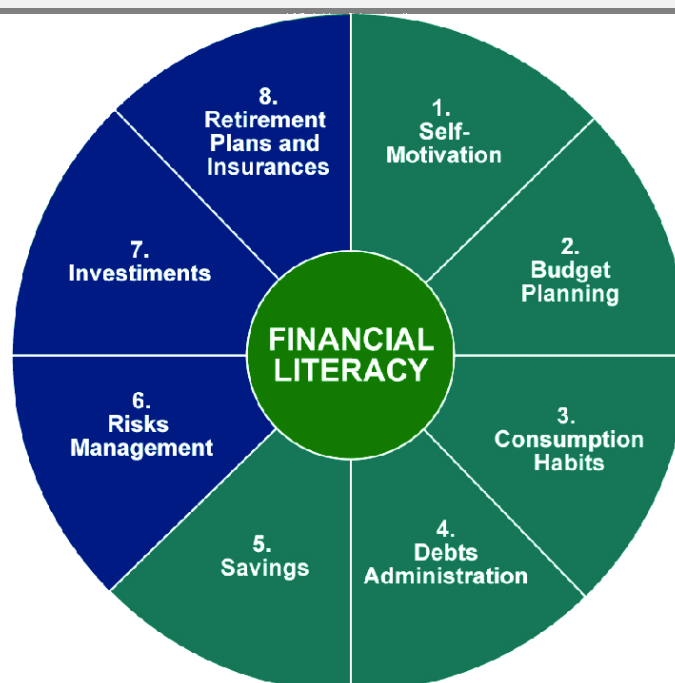 FINANCIAL
LITERACY
1.
Self-
Motivation
2.
Budget
Planning
3.
Consumption
Habits
4.
Debts
Administration
5.
Savings
6.
Risks
Management
7.
Investiments
8.
Retirement
Plans and
Insurances